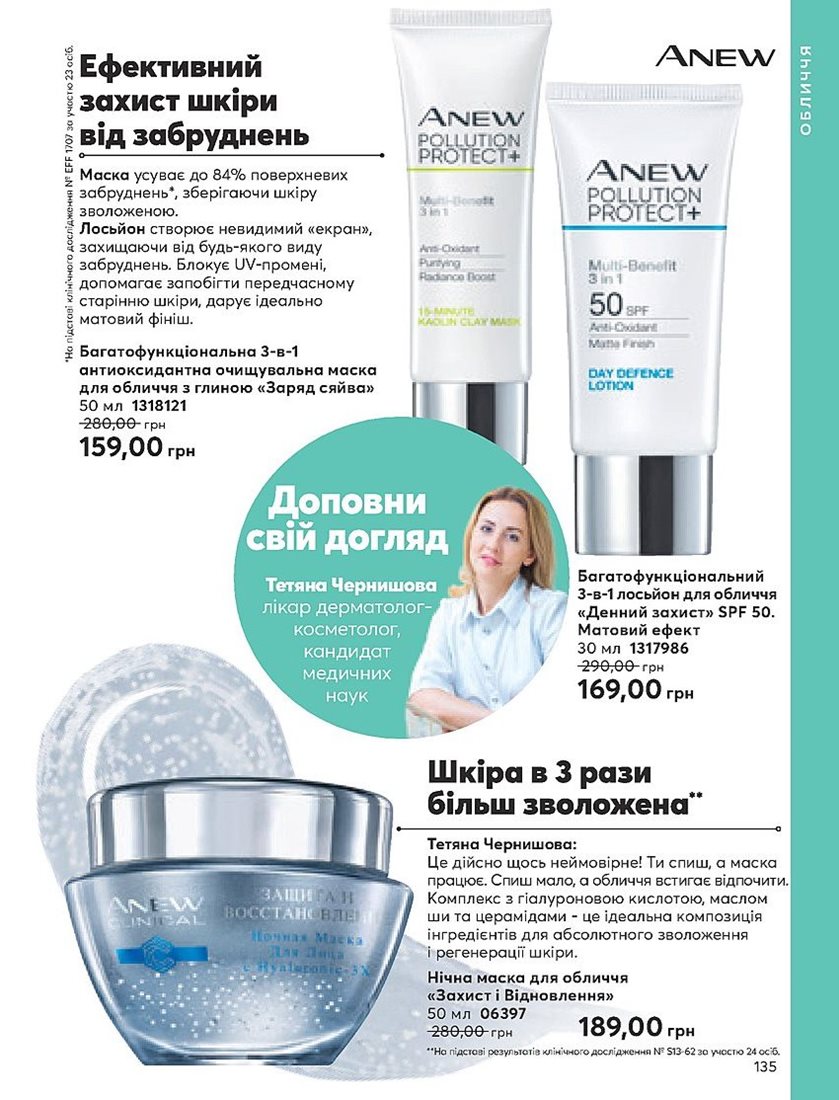 ANEW
ОБЛИЧЧЯ
Ефективний
захист шкіри
від забруднень
*На підставі клінічного дослідження № EFF 1707 за участю 23 осіб.
Маска усуває до 84% поверхневих
забруднень*, зберігаючи шкіру
зволоженою.
Лосьйон створює невидимий «екран»,
захищаючи від будь-якого виду
забруднень. Блокує UV-промені,
допомагає запобігти передчасному
старінню шкіри, дарує ідеально
матовий фініш.
Багатофункціональна 3-в-1
антиоксидантна очищувальна маска
для обличчя з глиною «Заряд сяйва»
50 мл 1318121
280,00 грн
159,00 грн
ANEW
POLLUTION
PROTECT+
Multi-Benefit
3 in 1
Anti-Oxidant
Purifying
Radiance Boost
15-MINUTE
KAOLIN CLAY MASK
ANEW
POLLUTION
PROTECT+
Multi-Benefit
3 in 1
50 SPF
Anti-Oxidant
Matte Finish
DAY DEFENCE
LOTION
Доповни
свій догляд
Тетяна Чернишова
лікар дерматолог-
косметолог,
кандидат
медичних
наук
Багатофункціональний
3-в-1 лосьйон для обличчя
«Денний захист» SPF 50.
Матовий ефект
30 мл 1317986
290,00 грн
169,00 грн
Шкіра в 3 рази
більш зволожена**
Тетяна Чернишова:
Це дійсно щось неймовірне! Ти спиш, а маска
працює. Спиш мало, а обличчя встигає відпочити.
Комплекс з гіалуроновою кислотою, маслом
ши та церамідами - це ідеальна композиція
інгредієнтів для абсолютного зволоження
і регенерації шкіри.
Нічна маска для обличчя
«Захист і Відновлення»
50 мл 06397
280,00 грн
189,00 грн
**На підставі результатів клінічного дослідження № S13-62 за участю 24 осіб.
135
ANEW
CLINICAL
ЗАЩИТА И
ВОССТАНОВЛЕНИЕ
Ночная Маска
Для Лица
с Hyaluronic-3X